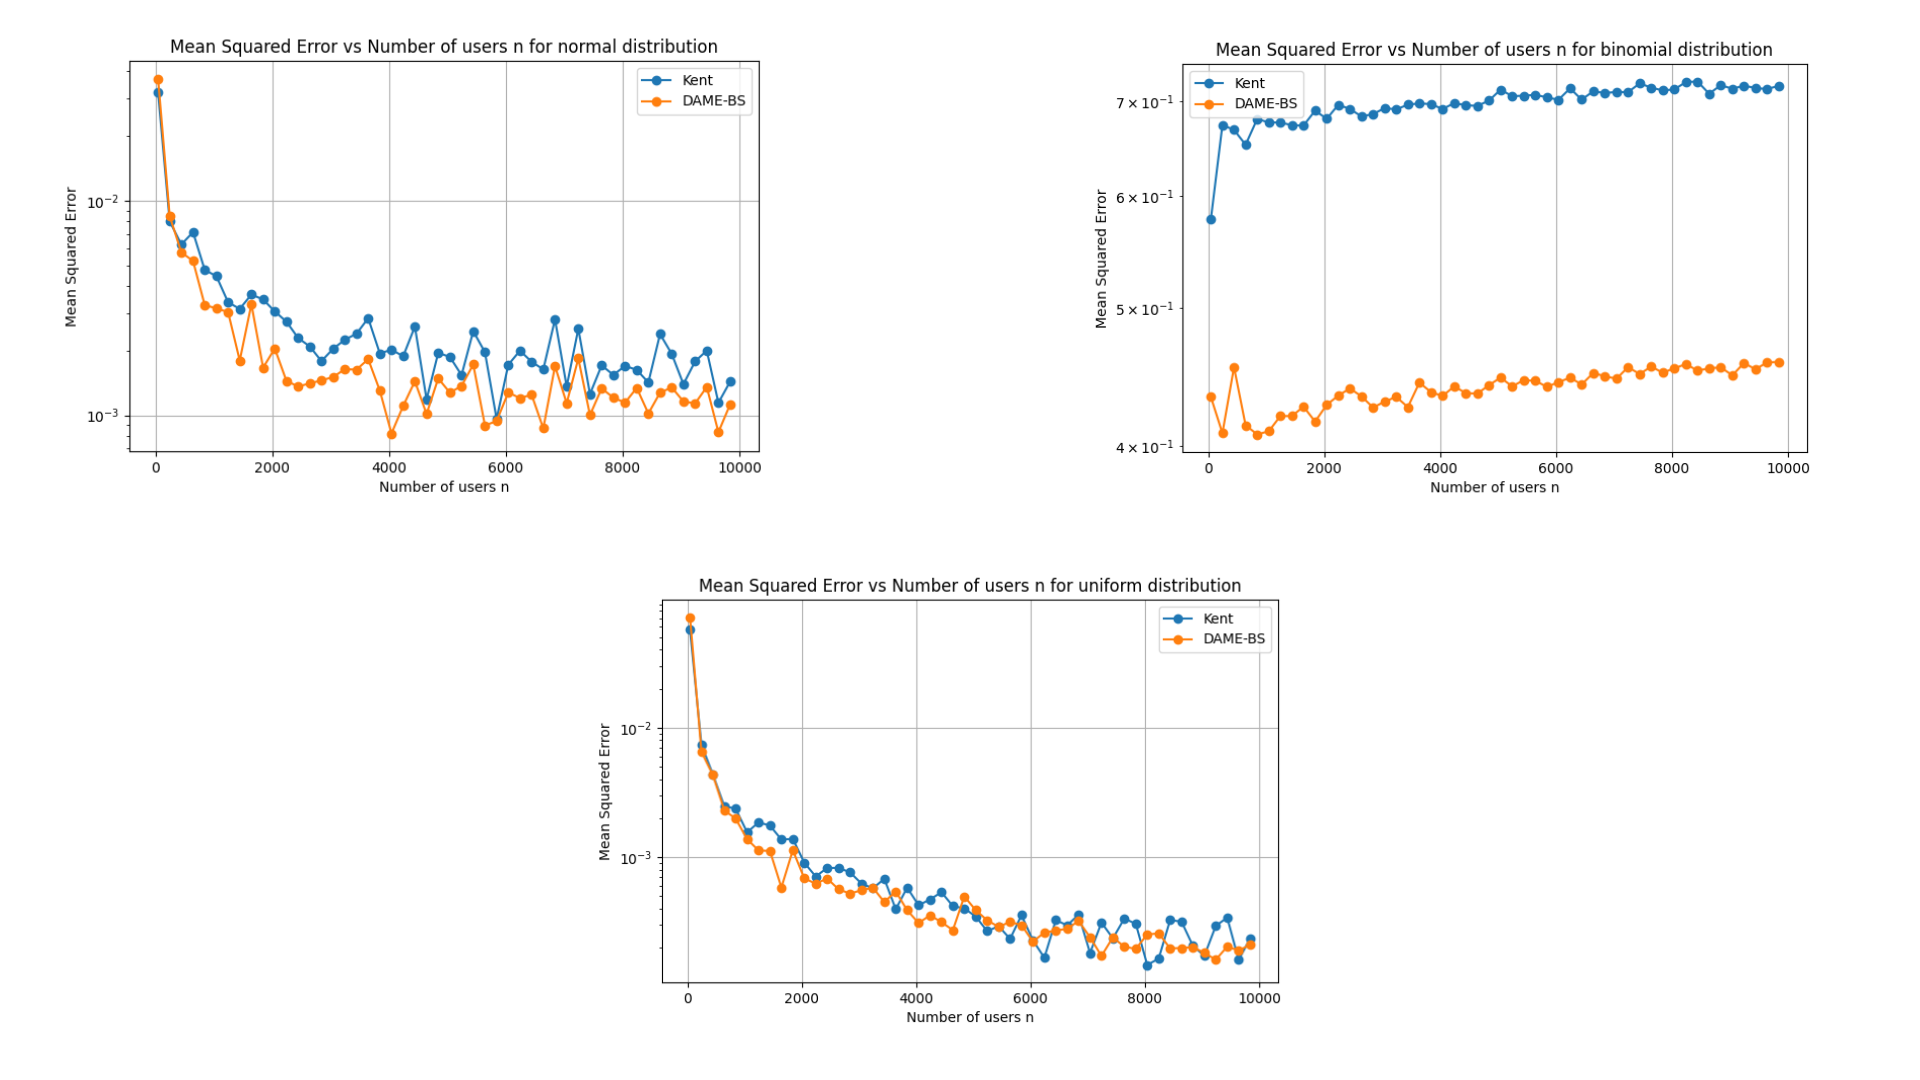 Mean Squared Error vs Number of users n for normal distribution
Kent
DAME-BS
Mean Squared Error
10⁻²
10⁻³
0 2000 4000 6000 8000 10000
Number of users n
Mean Squared Error vs Number of users n for binomial distribution
Kent
DAME-BS
Mean Squared Error
7 × 10⁻¹
6 × 10⁻¹
5 × 10⁻¹
4 × 10⁻¹
0 2000 4000 6000 8000 10000
Number of users n
Mean Squared Error vs Number of users n for uniform distribution
Kent
DAME-BS
Mean Squared Error
10⁻²
10⁻³
0 2000 4000 6000 8000 10000
Number of users n